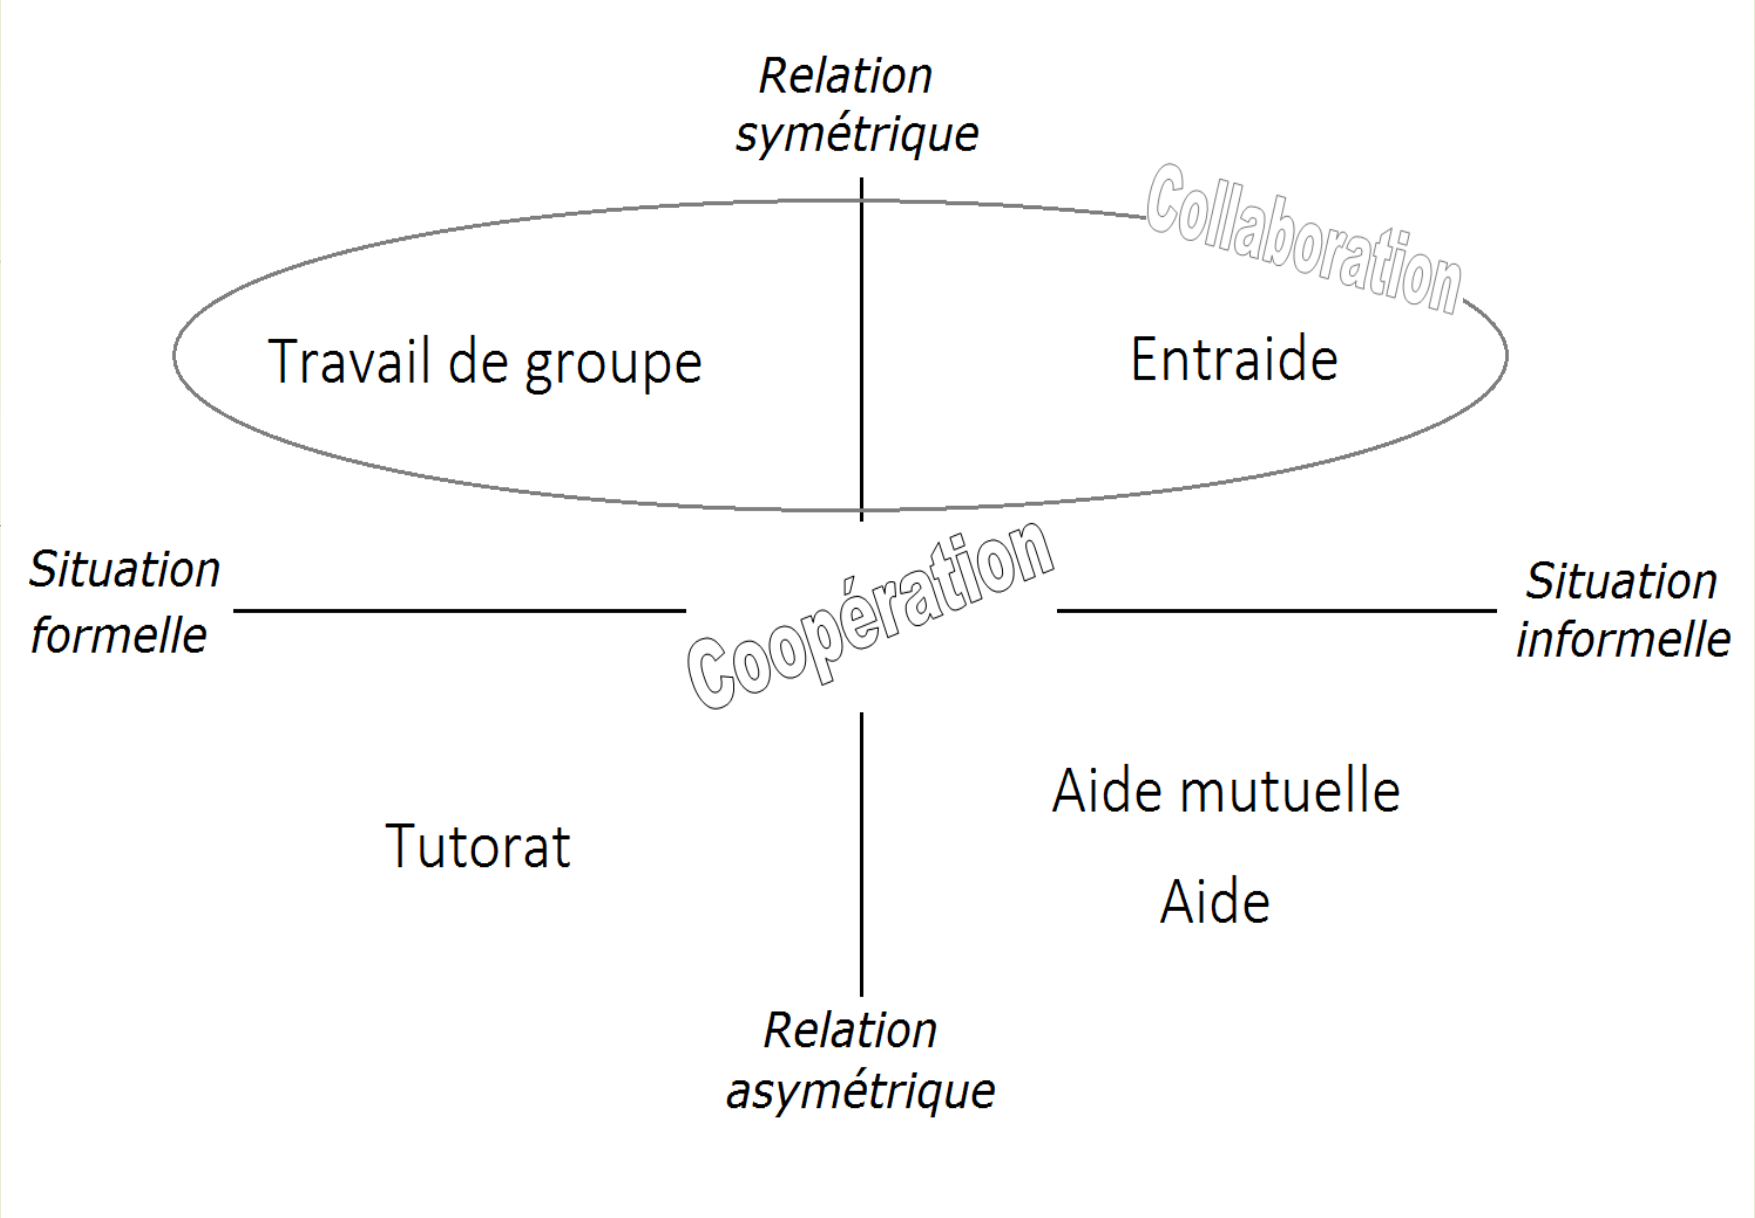 Relation
symétrique
Collaboration
Travail de groupe
Entraide
Coopération
Situation
formelle
Situation
informelle
Aide mutuelle
Tutorat
Aide
Relation
asymétrique